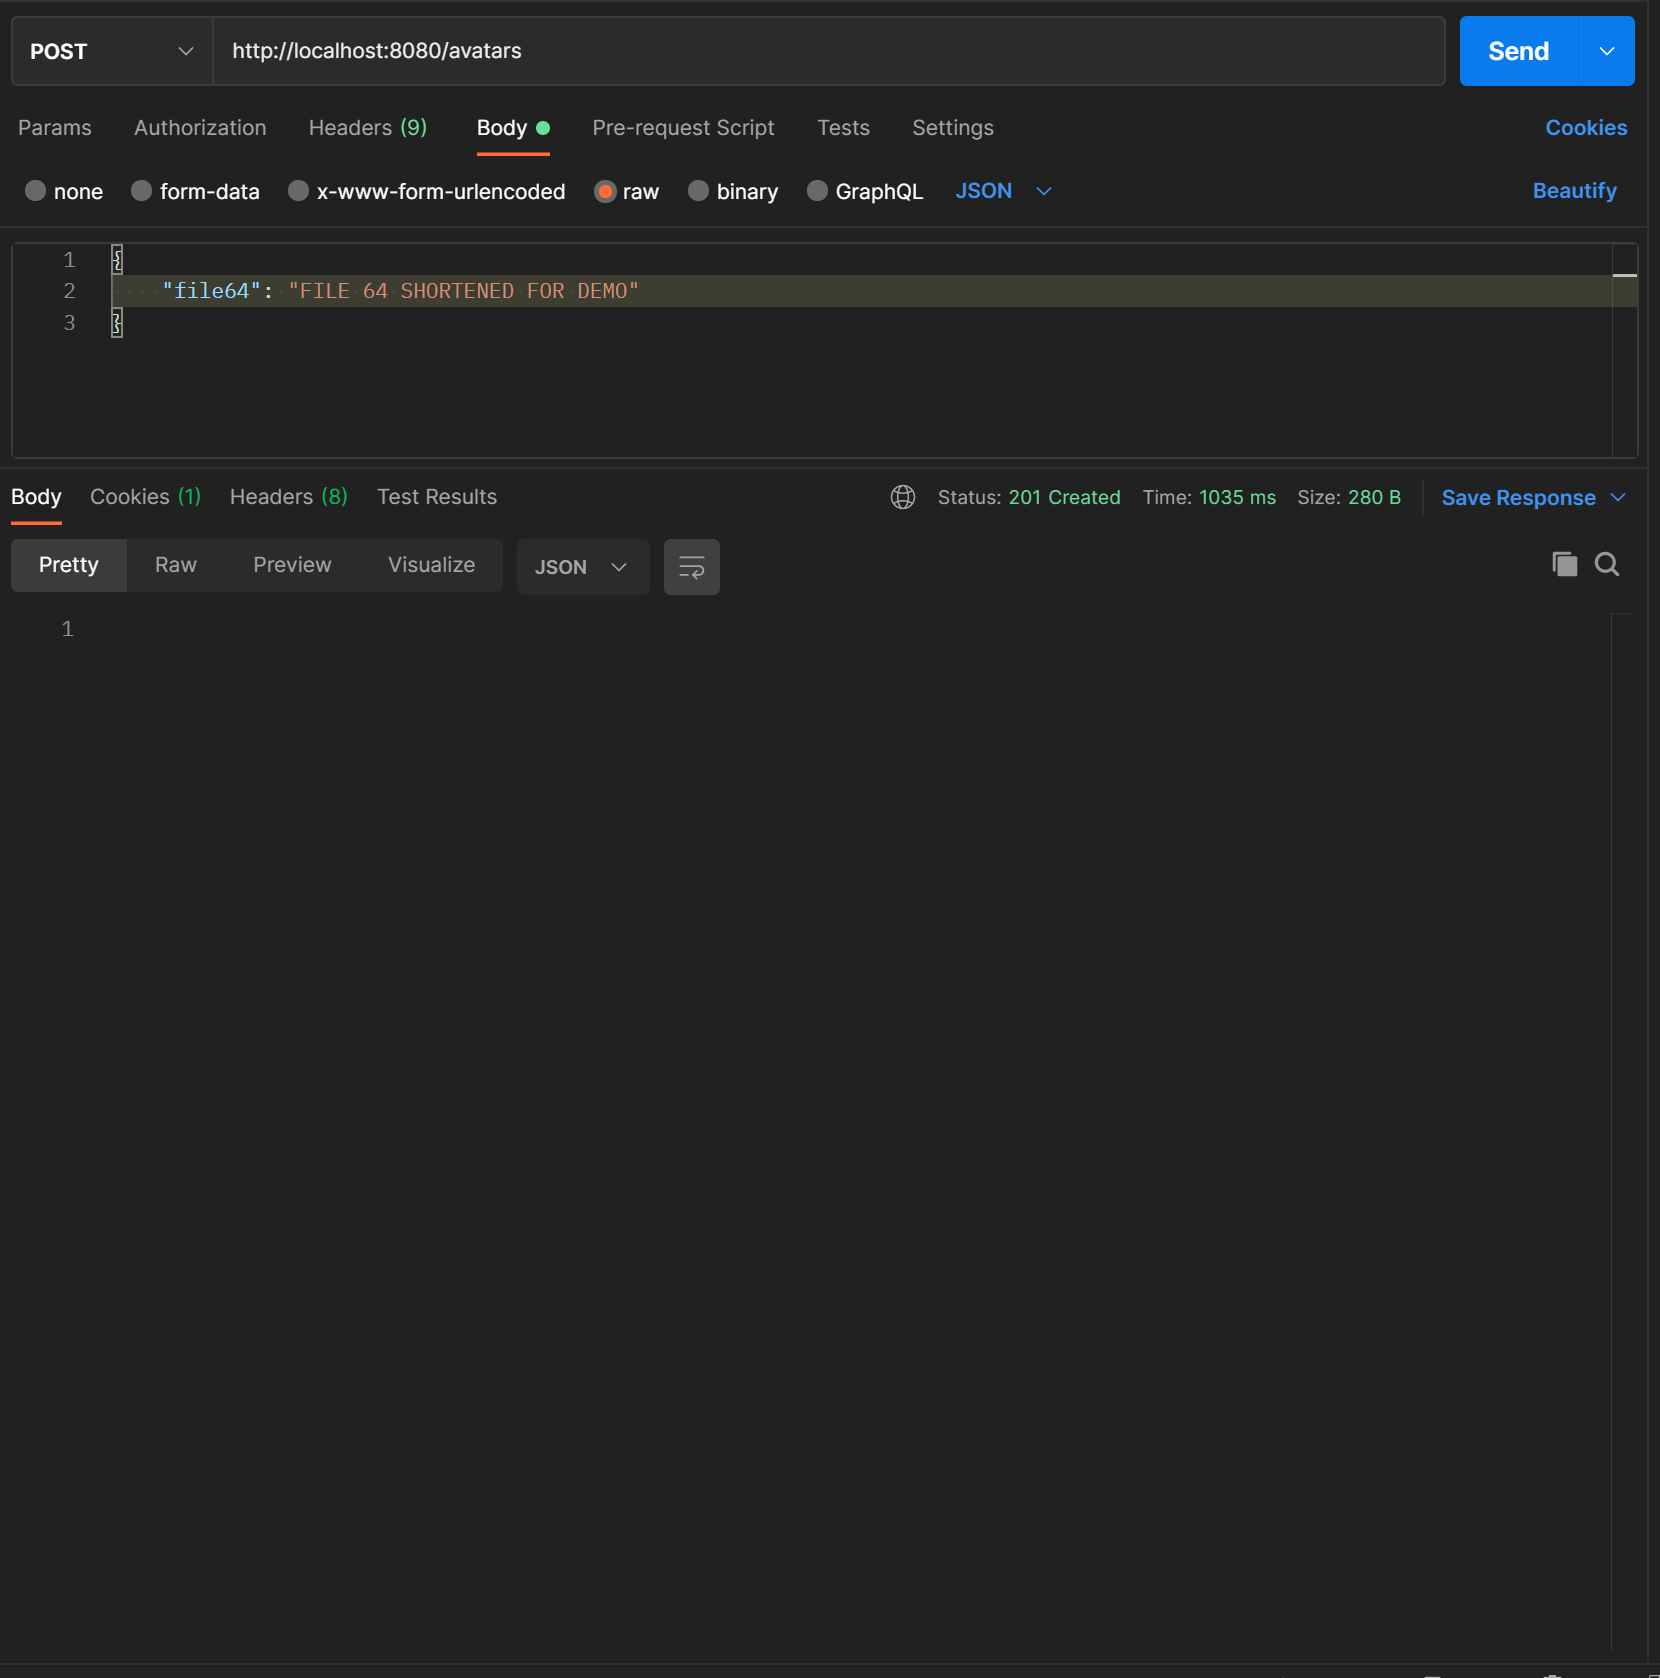 POST http://localhost:8080/avatars Send
Params Authorization Headers (9) Body Pre-request Script Tests Settings Cookies
none form-data x-www-form-urlencoded raw binary GraphQL JSON Beautify
1 {
2 "file64": "FILE 64 SHORTENED FOR DEMO"
3 }
Body Cookies (1) Headers (8) Test Results Status: 201 Created Time: 1035 ms Size: 280 B Save Response
Pretty Raw Preview Visualize JSON
1